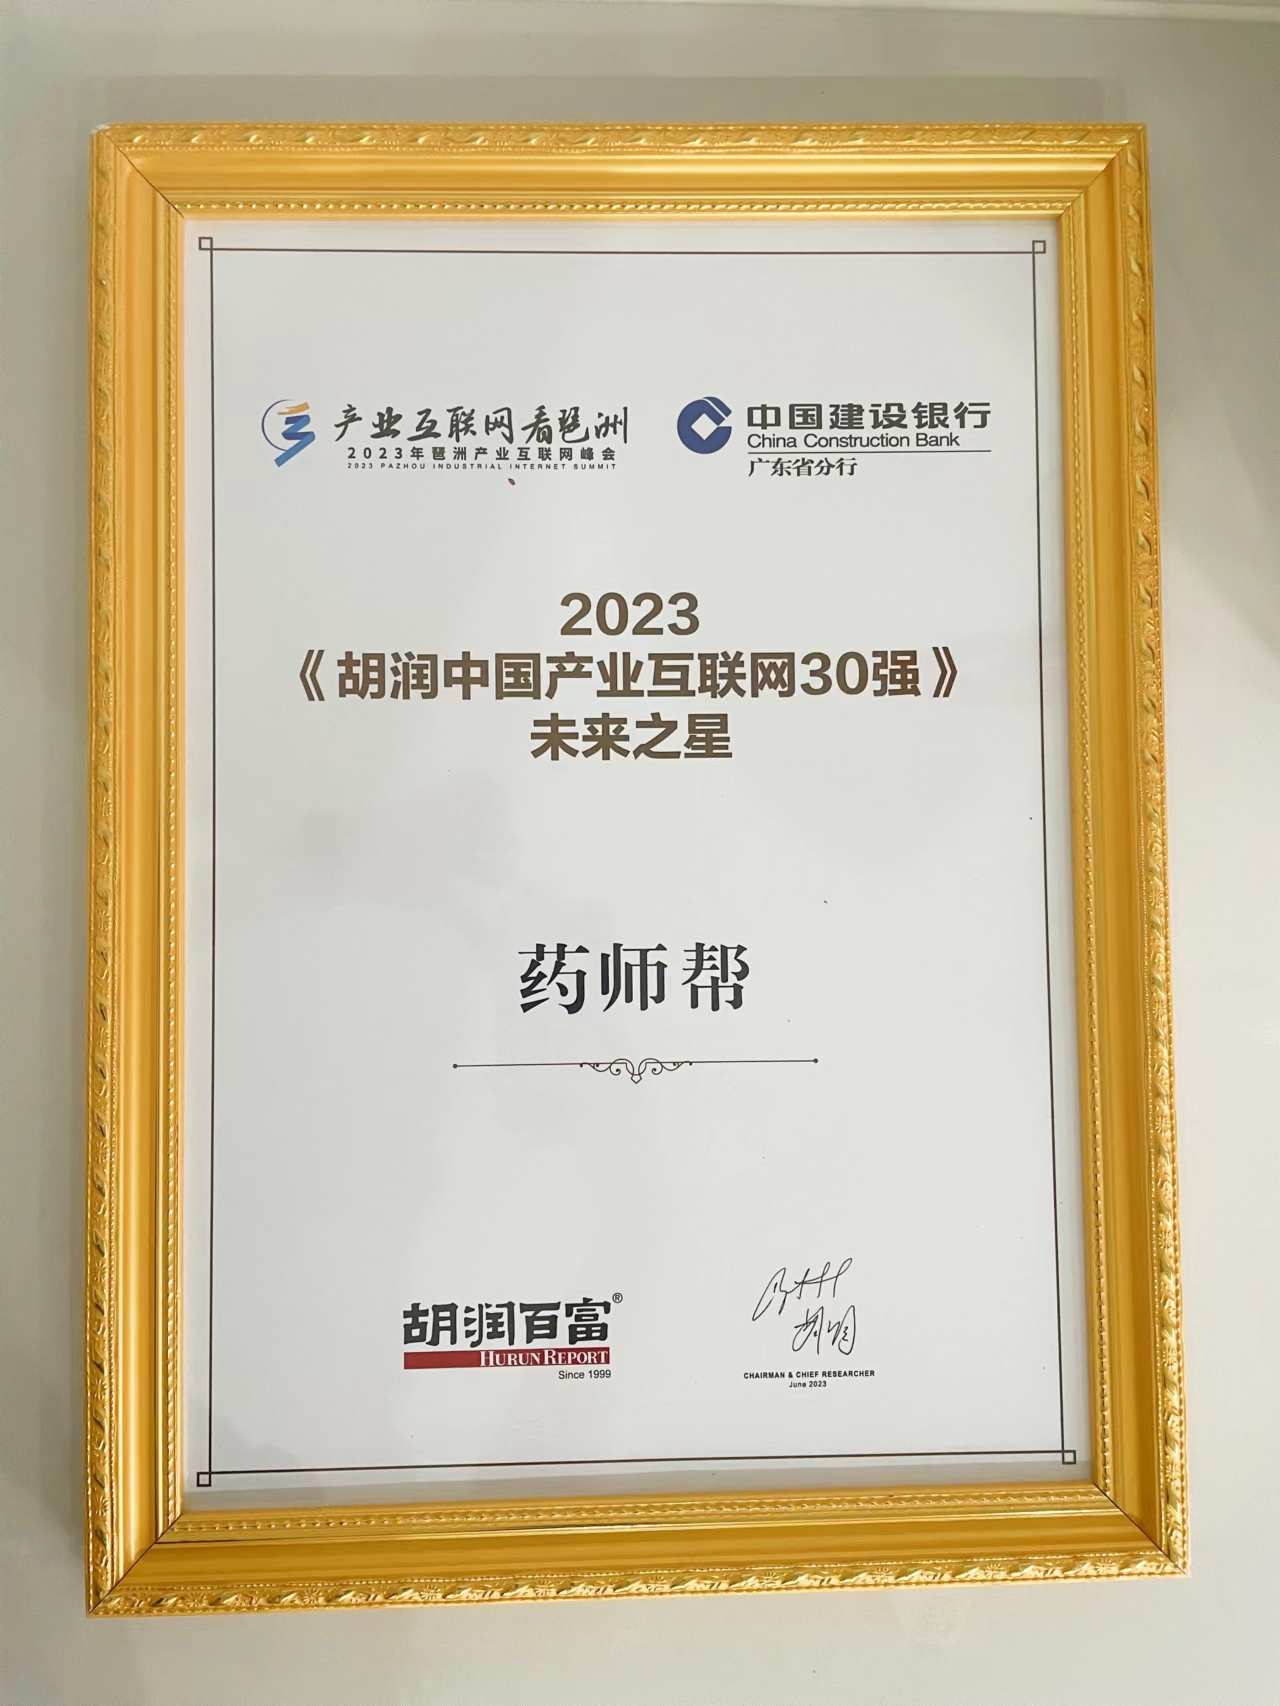 产业互联网看琶洲
2023年琶洲产业互联网峰会
2023 PAZHOU INDUSTRIAL INTERNET SUMMIT
中国建设银行
China Construction Bank
广东省分行
2023
《胡润中国产业互联网30强》
未来之星
药师帮
胡润百富®
HURUN REPORT
Since 1999
胡润
CHAIRMAN & CHIEF RESEARCHER
June 2023